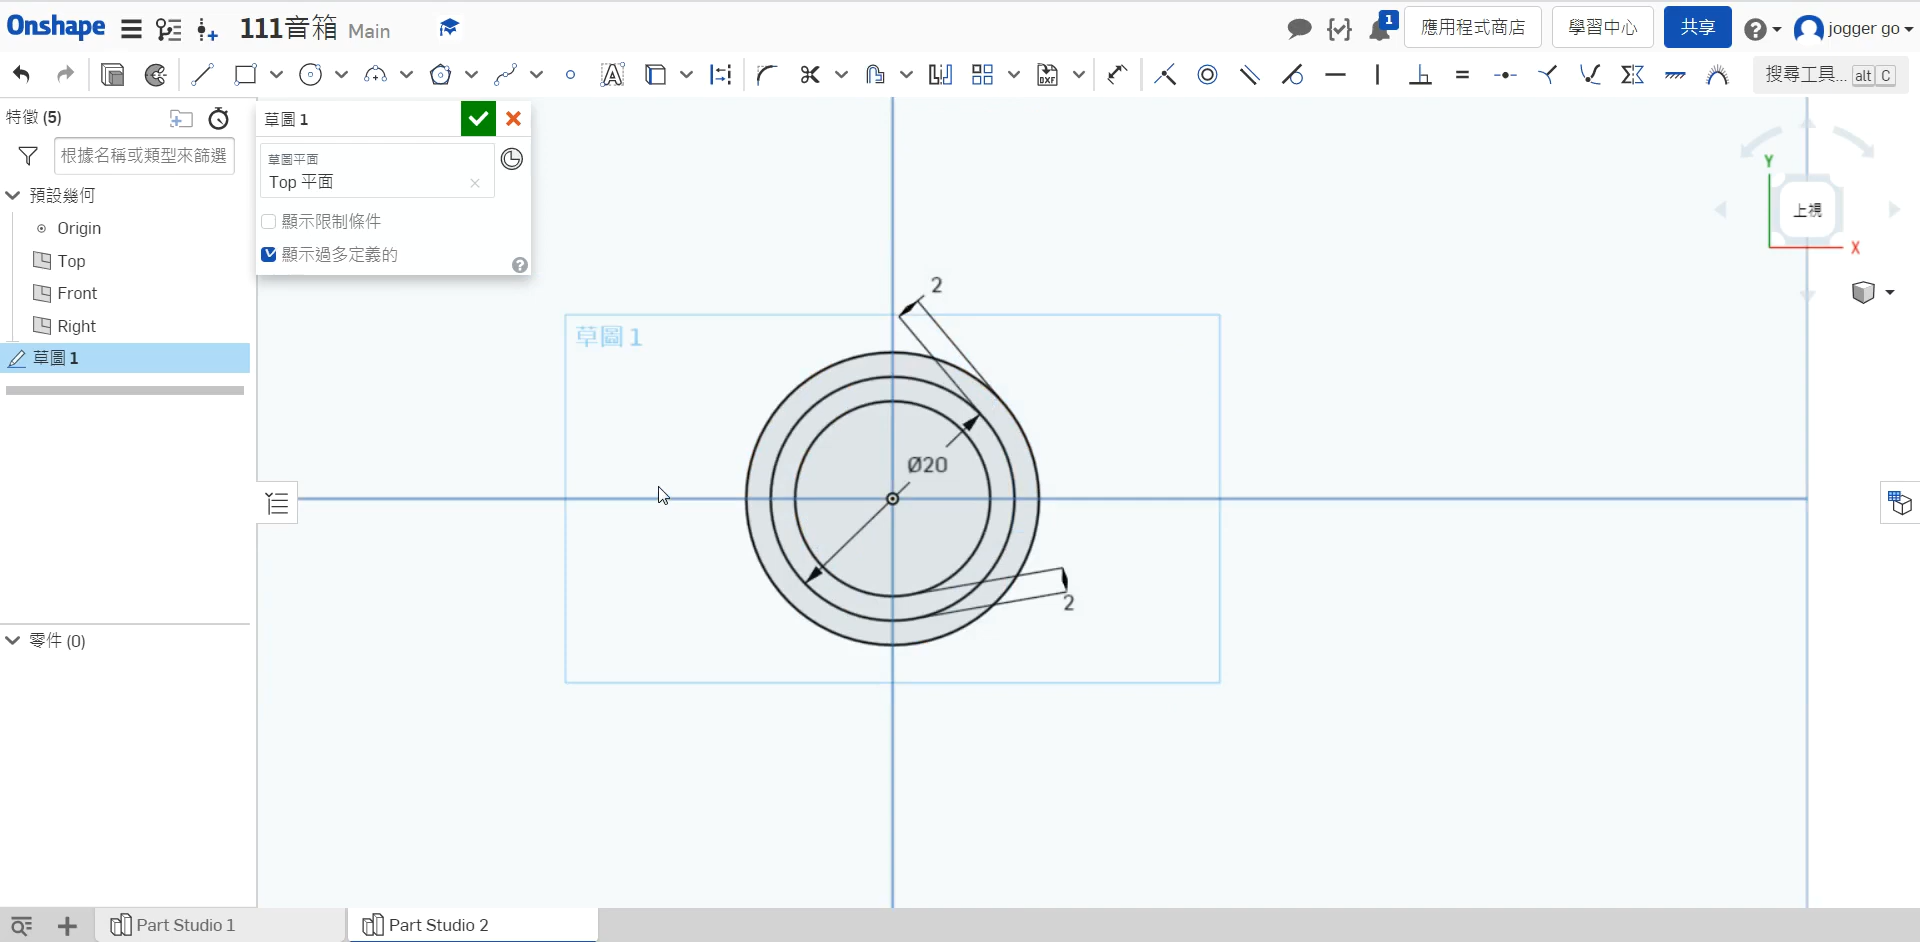 Onshape
111音箱 Main
1
應用程式商店
學習中心
共享
jogger go
DXF
搜尋工具... alt C
特徵 (5)
根據名稱或類型來篩選
預設幾何
Origin
Top
Front
Right
草圖 1
零件 (0)
草圖 1
草圖平面
Top 平面
顯示限制條件
顯示過多定義的
草圖 1
2
Ø20
2
Y
上視
X
Part Studio 1
Part Studio 2